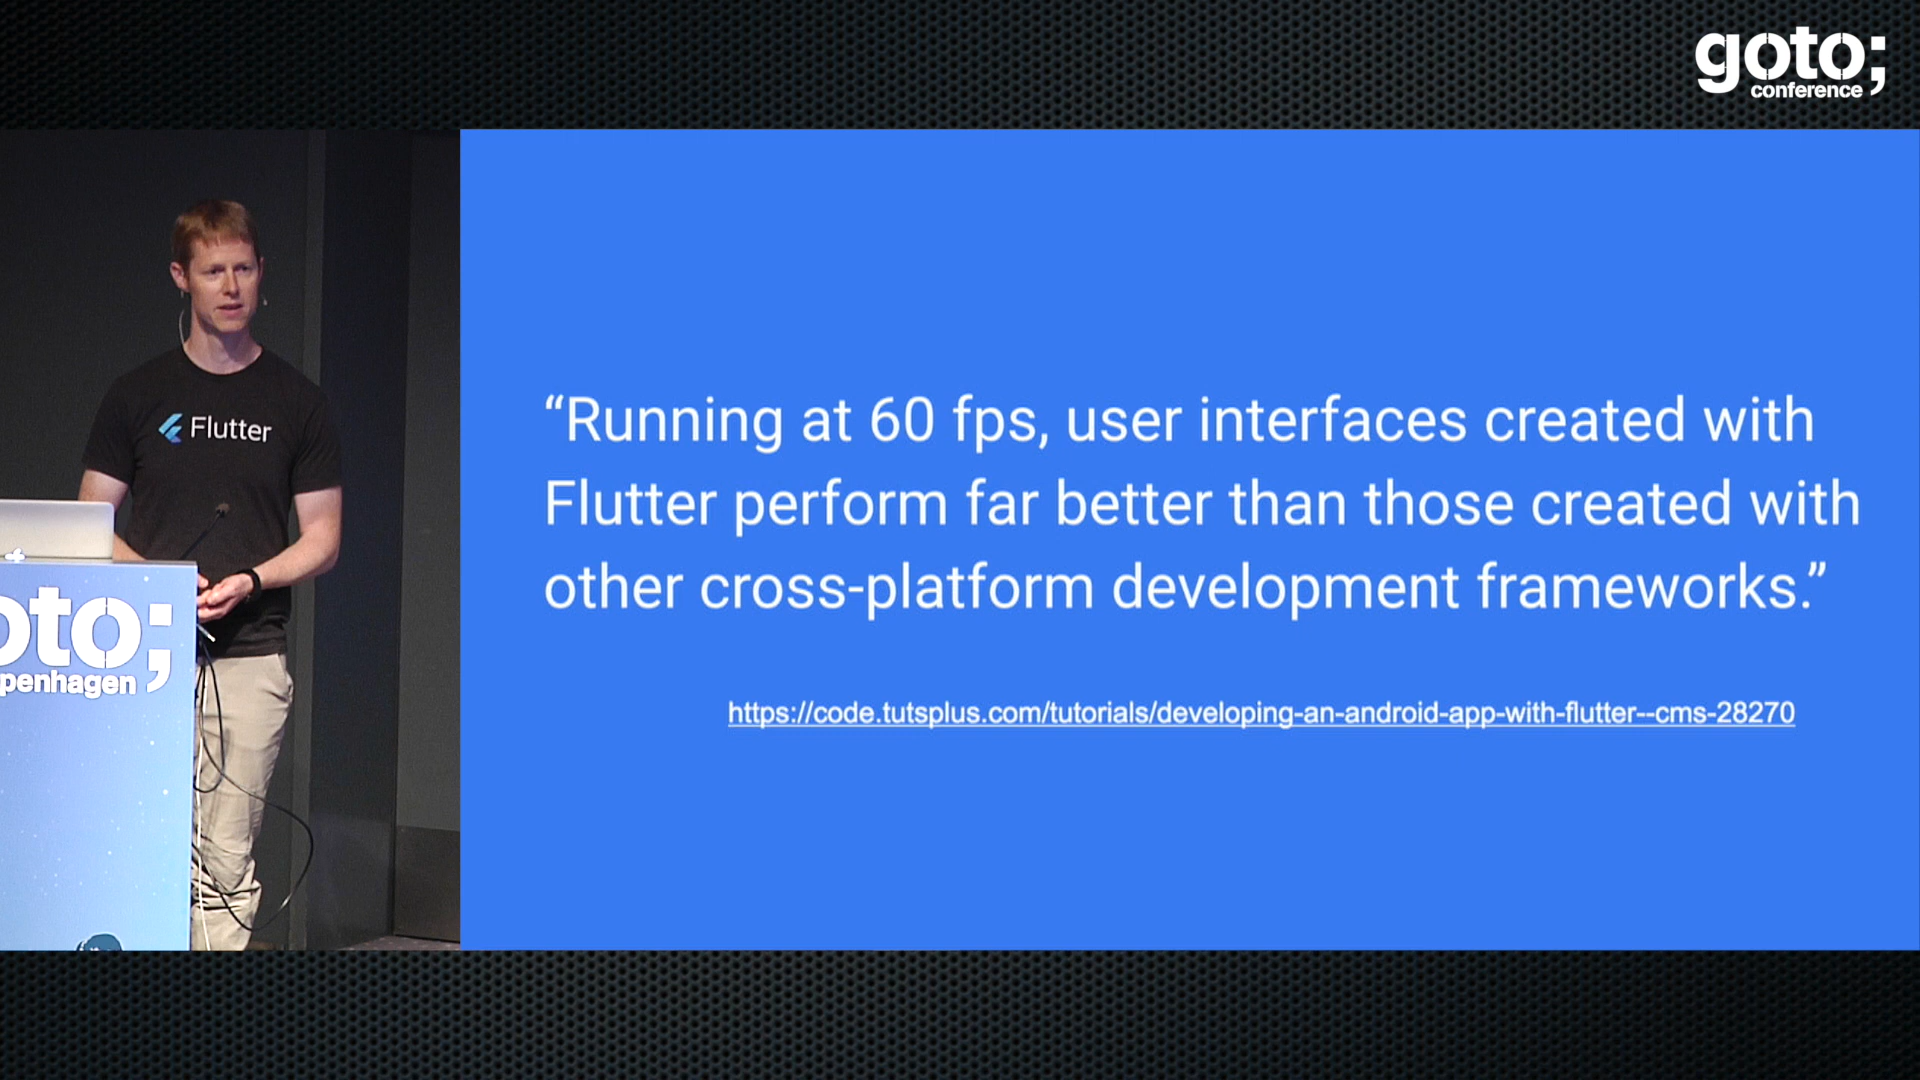 goto;
conference
Flutter
oto;
penhagen
“Running at 60 fps, user interfaces created with
Flutter perform far better than those created with
other cross-platform development frameworks.”
https://code.tutsplus.com/tutorials/developing-an-android-app-with-flutter--cms-28270